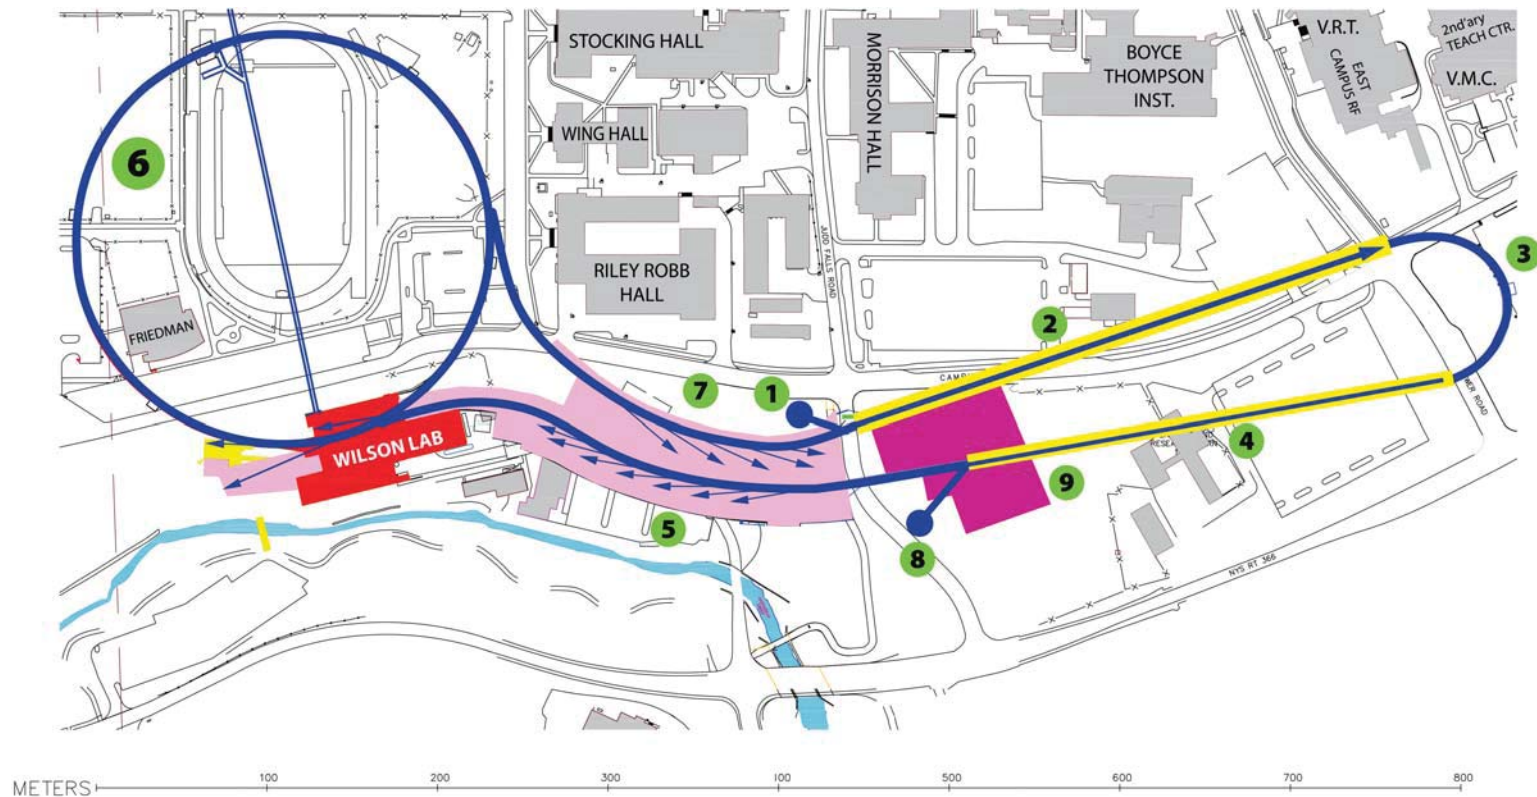 STOCKING HALL
WING HALL
RILEY ROBB
HALL
MORRISON HALL
BOYCE
THOMPSON
INST.
V.R.T.
EAST
CAMPUS RF
2nd'ary
TEACH CTR.
V.M.C.
JUDD FALLS ROAD
6
FRIEDMAN
3
2
7
1
WILSON LAB
4
5
9
8
NYS RT 366
METERS
100
200
300
100
500
600
700
800